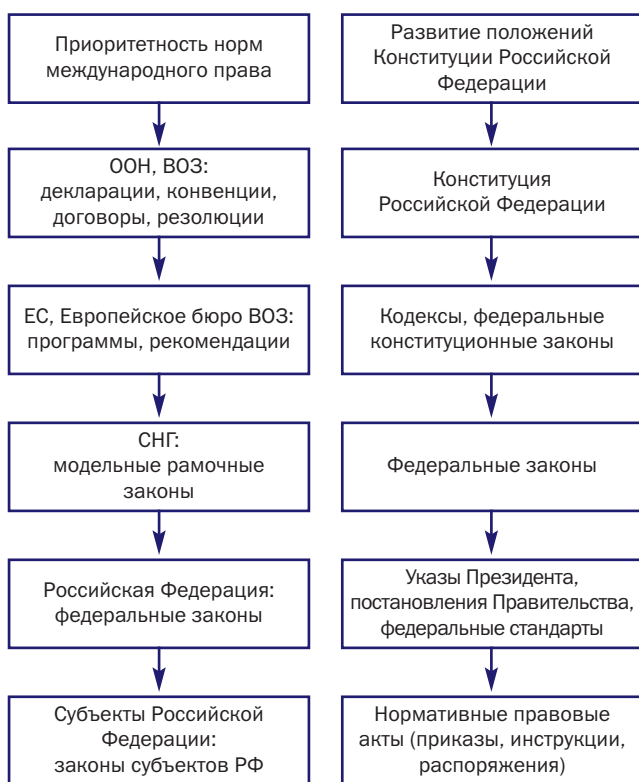 Приоритетность норм
международного права
ООН, ВОЗ:
декларации, конвенции,
договоры, резолюции
ЕС, Европейское бюро ВОЗ:
программы, рекомендации
СНГ:
модельные рамочные
законы
Российская Федерация:
федеральные законы
Субъекты Российской
Федерации:
законы субъектов РФ
Развитие положений
Конституции Российской
Федерации
Конституция
Российской Федерации
Кодексы, федеральные
конституционные законы
Федеральные законы
Указы Президента,
постановления Правительства,
федеральные стандарты
Нормативные правовые
акты (приказы, инструкции,
распоряжения)